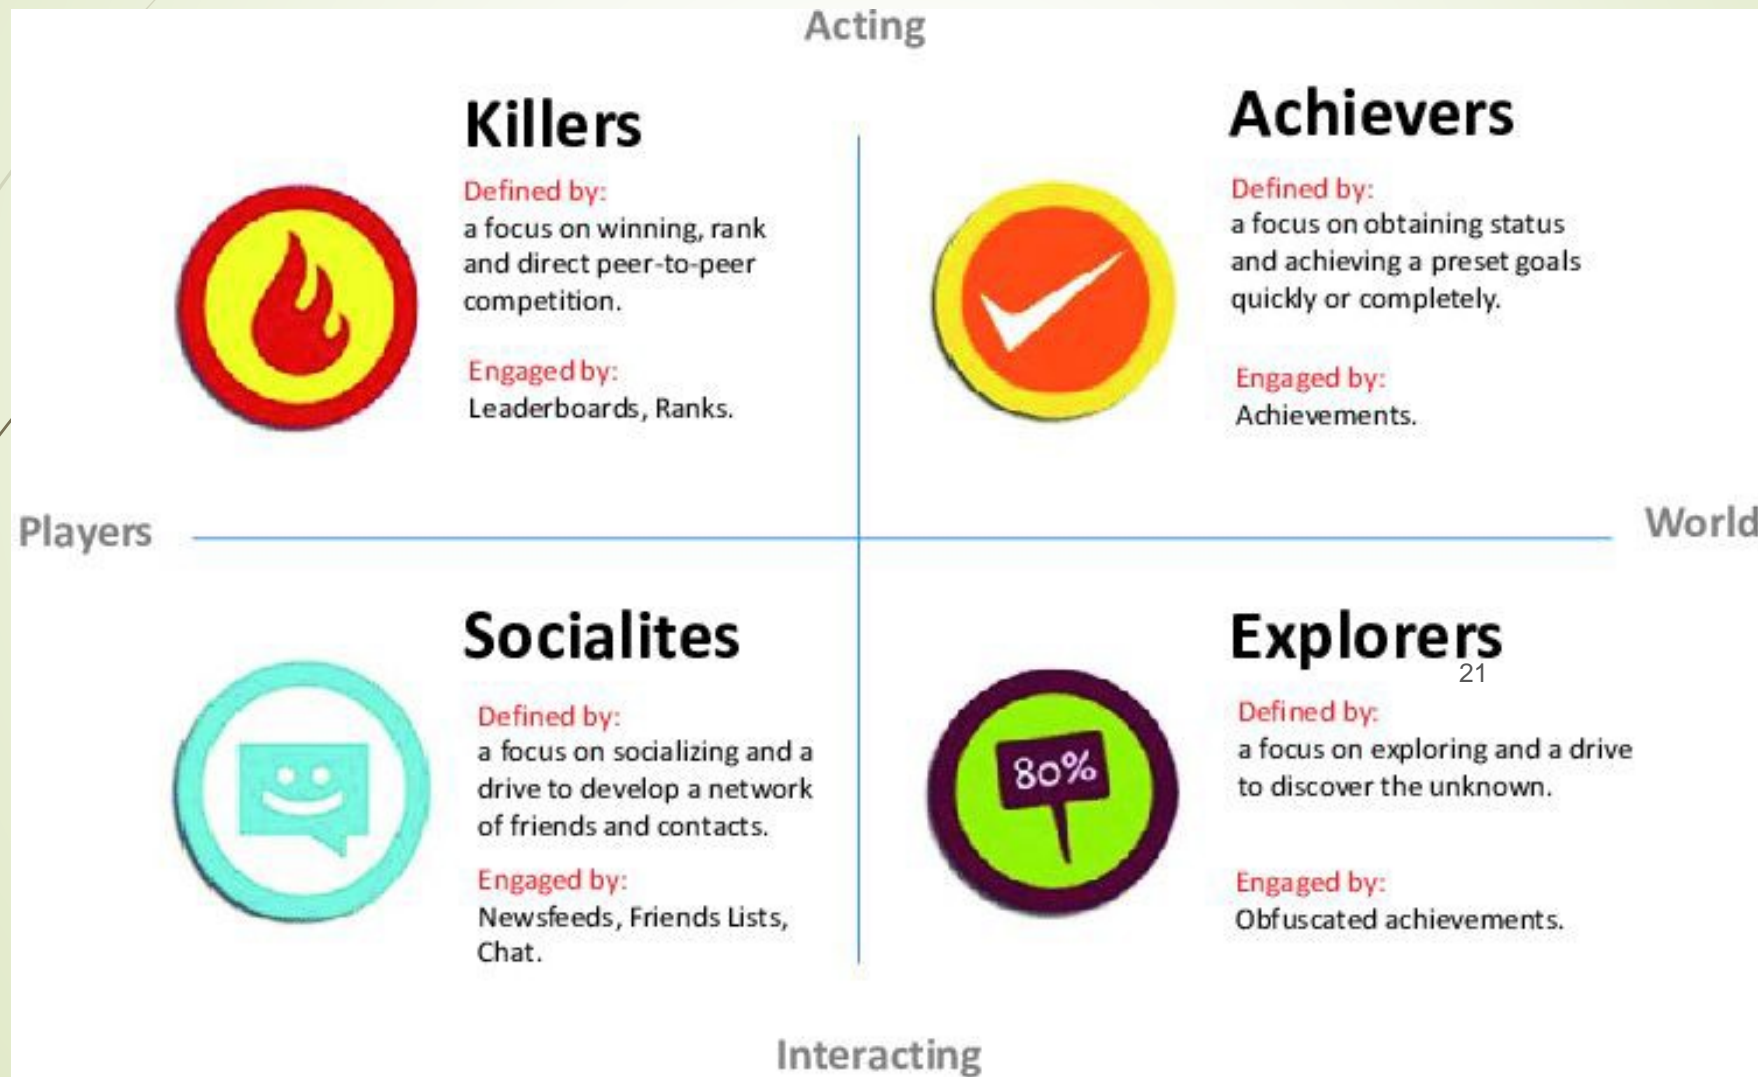 Acting
Killers
Defined by:
a focus on winning, rank
and direct peer-to-peer
competition.
Engaged by:
Leaderboards, Ranks.
Achievers
Defined by:
a focus on obtaining status
and achieving a preset goals
quickly or completely.
Engaged by:
Achievements.
Players
World
Socialites
Defined by:
a focus on socializing and a
drive to develop a network
of friends and contacts.
Engaged by:
Newsfeeds, Friends Lists,
Chat.
Explorers
21
80%
Defined by:
a focus on exploring and a drive
to discover the unknown.
Engaged by:
Obfuscated achievements.
Interacting